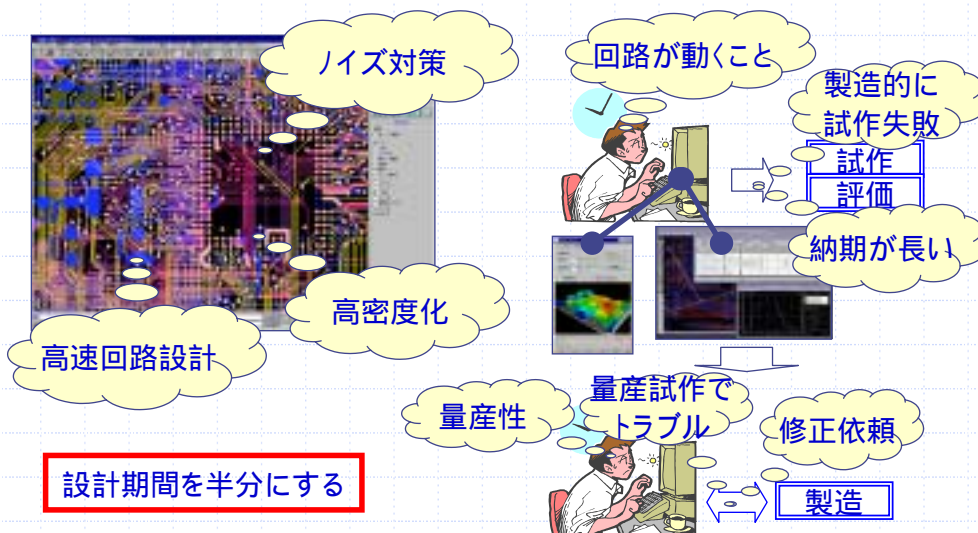 ノイズ対策
回路が動くこと
製造的に
試作失敗
試作
評価
納期が長い
高密度化
高速回路設計
量産性
量産試作で
トラブル
修正依頼
製造
設計期間を半分にする